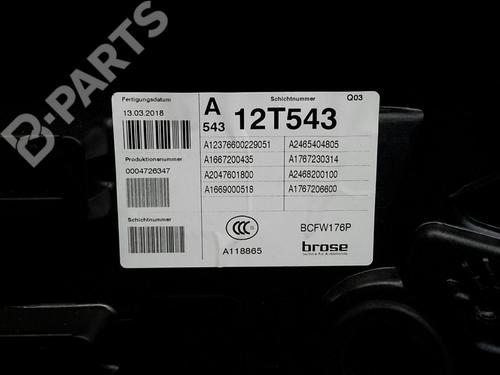 B-PARTS
Fertigungsdatum
13.03.2018
Produktionsnummer
0004726347
Schichtnummer
A
543
Schichtnummer
Q03
12T543
A12376600229051 A2465404805
A1667200435 A1767230314
A2047601800 A2468200100
A1669000518 A1767206600
CCC
A118865
BCFW176P
brose